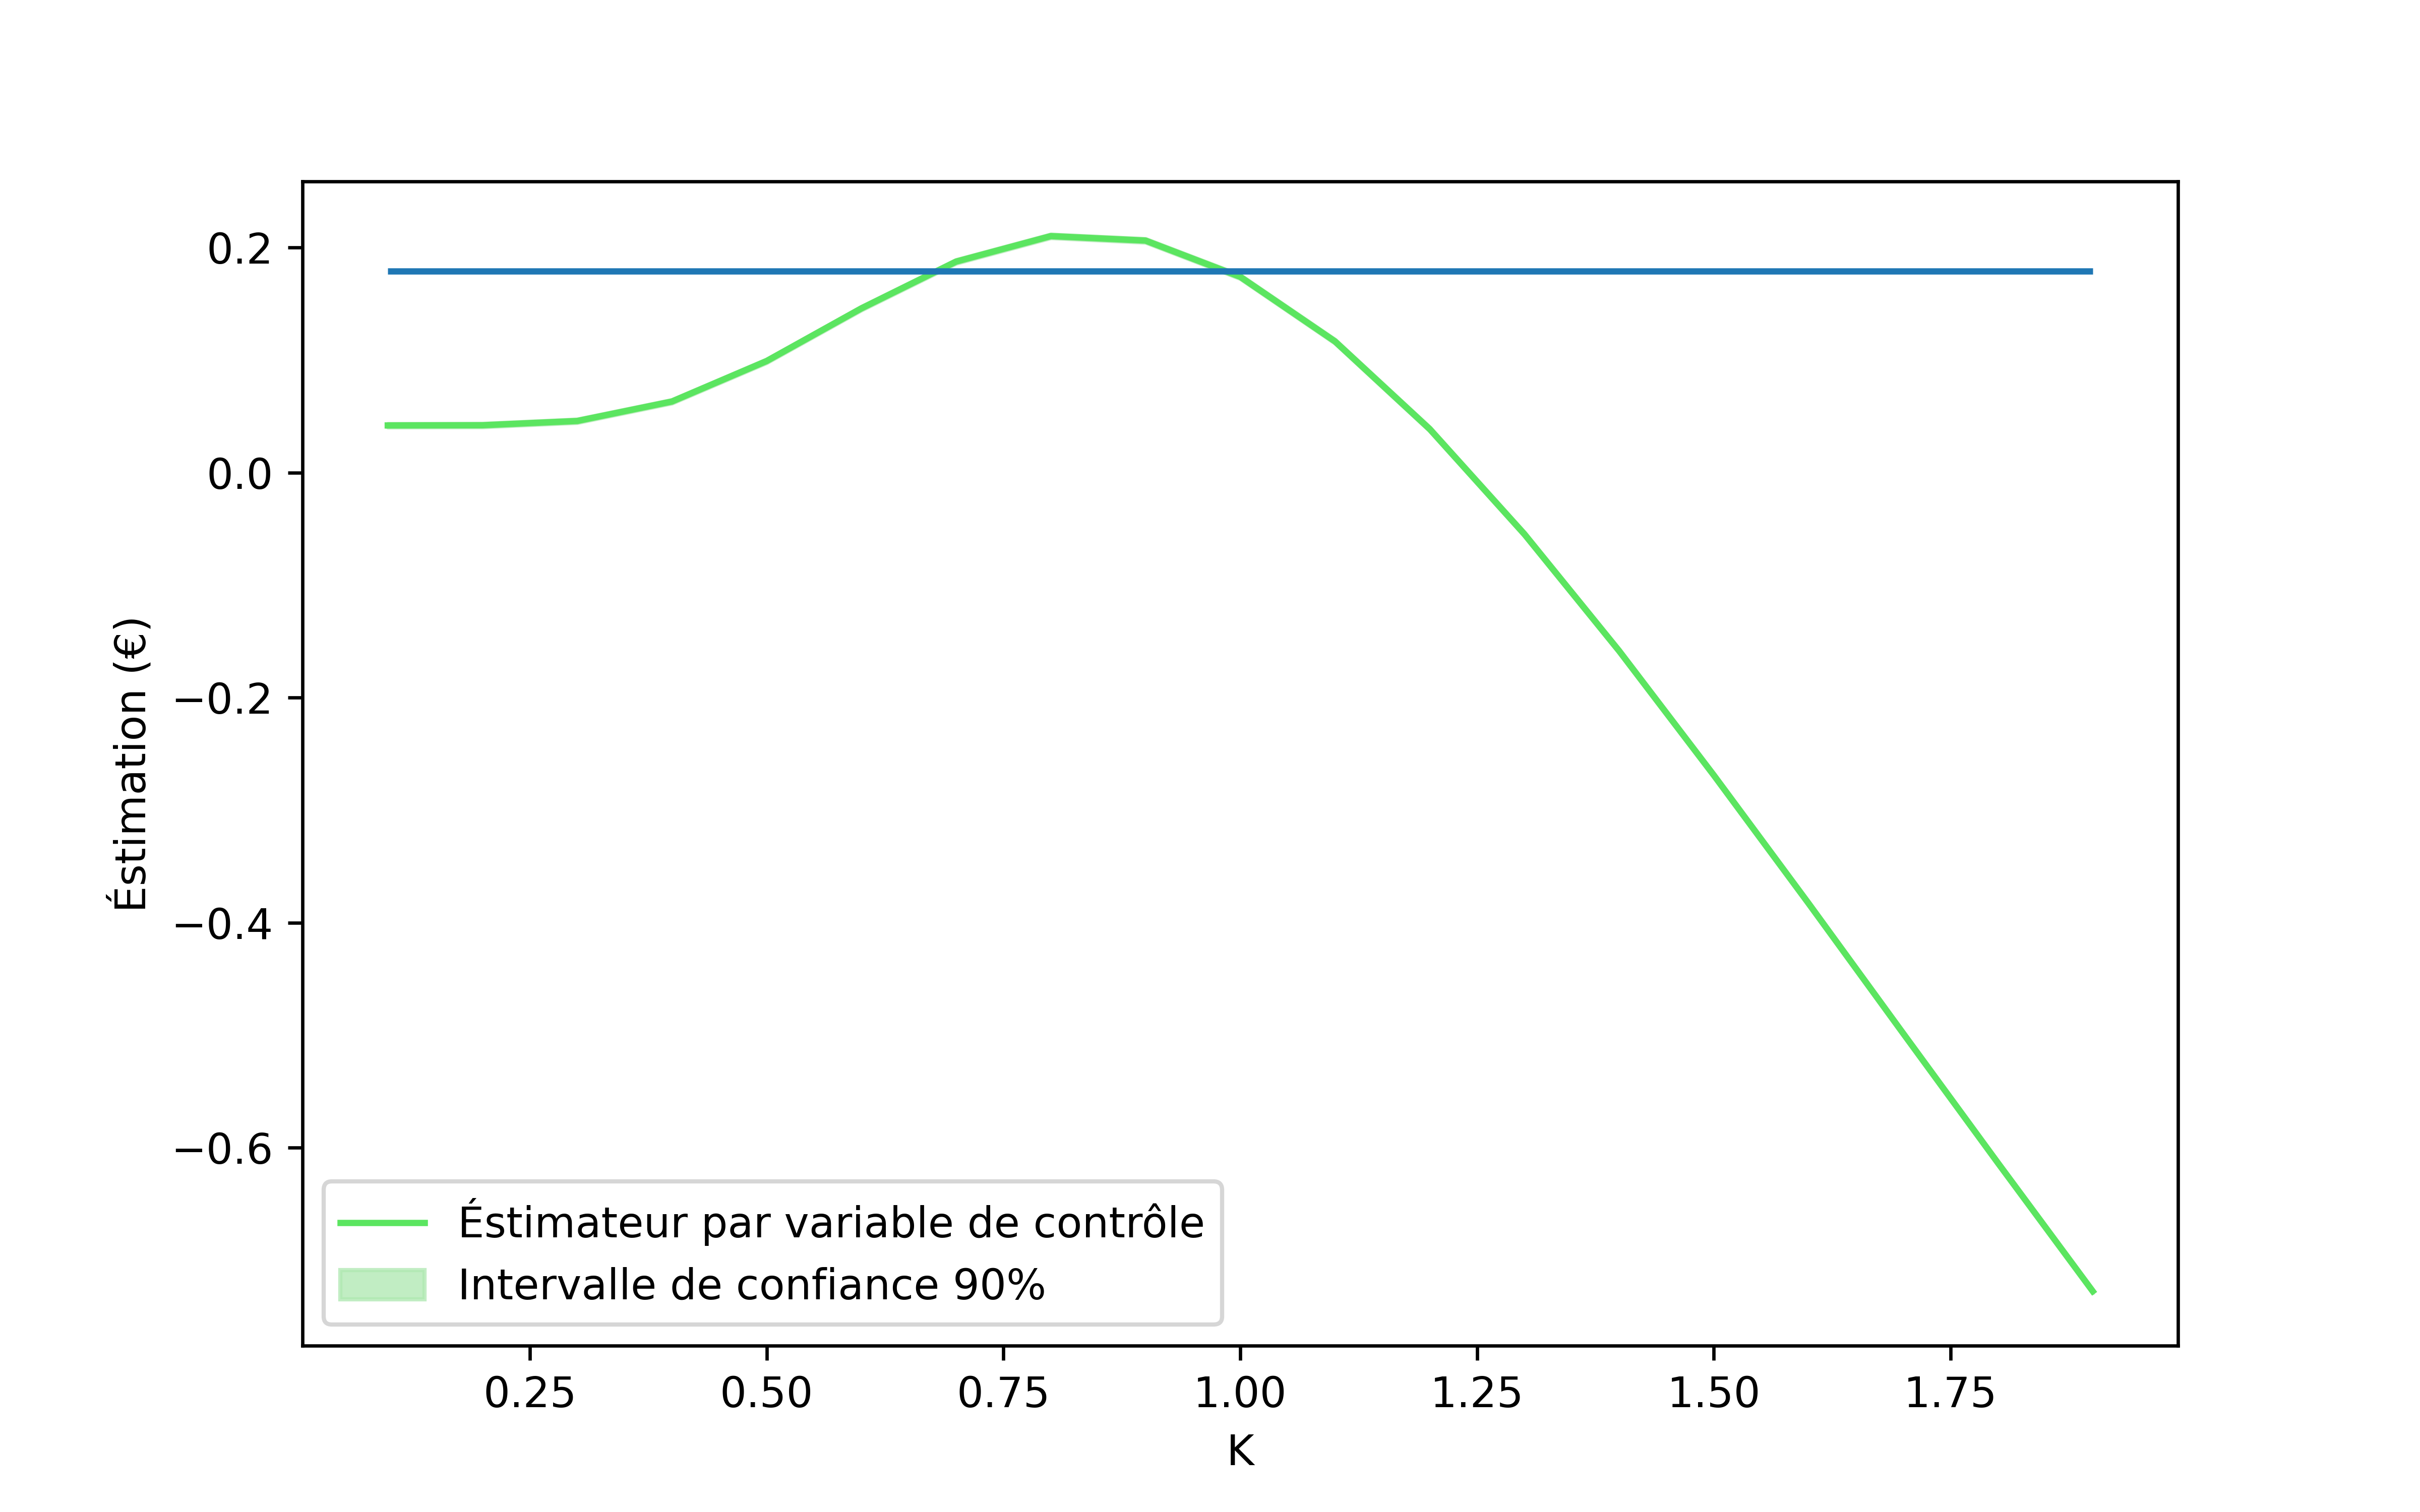 0.2
0.0
−0.2
−0.4
−0.6
Éstimation (€)
Éstimateur par variable de contrôle
Intervalle de confiance 90%
0.25 0.50 0.75 1.00 1.25 1.50 1.75
K